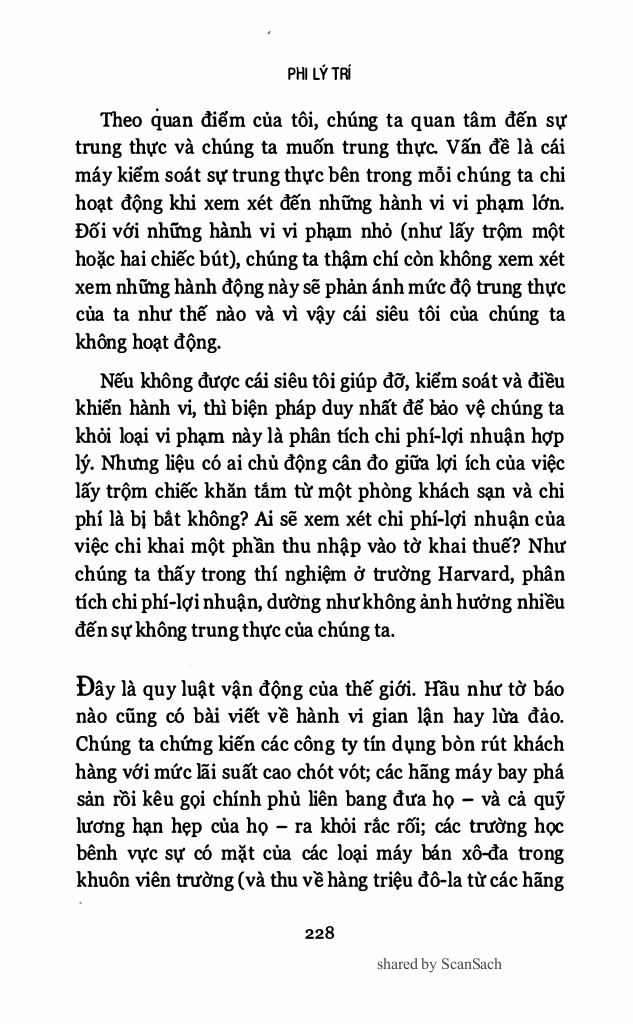 PHI LÝ TRÍ
Theo quan điểm của tôi, chúng ta quan tâm đến sự
trung thực và chúng ta muốn trung thực. Vấn đề là cái
máy kiểm soát sự trung thực bên trong mỗi chúng ta chỉ
hoạt động khi xem xét đến những hành vi vi phạm lớn.
Đối với những hành vi vi phạm nhỏ (như lấy trộm một
hoặc hai chiếc bút), chúng ta thậm chí còn không xem xét
xem những hành động này sẽ phản ánh mức độ trung thực
của ta như thế nào và vì vậy cái siêu tôi của chúng ta
không hoạt động.
Nếu không được cái siêu tôi giúp đỡ, kiểm soát và điều
khiển hành vi, thì biện pháp duy nhất để bảo vệ chúng ta
khỏi loại vi phạm này là phân tích chi phí-lợi nhuận hợp
lý. Nhưng liệu có ai chủ động cân đo giữa lợi ích của việc
lấy trộm chiếc khăn tắm từ một phòng khách sạn và chi
phí là bị bắt không? Ai sẽ xem xét chi phí-lợi nhuận của
việc chỉ khai một phần thu nhập vào tờ khai thuế? Như
chúng ta thấy trong thí nghiệm ở trường Harvard, phân
tích chi phí-lợi nhuận, dường như không ảnh hưởng nhiều
đến sự không trung thực của chúng ta.
Đây là quy luật vận động của thế giới. Hầu như tờ báo
nào cũng có bài viết về hành vi gian lận hay lừa đảo.
Chúng ta chứng kiến các công ty tín dụng bòn rút khách
hàng với mức lãi suất cao chót vót; các hãng máy bay phá
sản rồi kêu gọi chính phủ liên bang đưa họ – và cả quỹ
lương hạn hẹp của họ – ra khỏi rắc rối; các trường học
bênh vực sự có mặt của các loại máy bán xô-đa trong
khuôn viên trường (và thu về hàng triệu đô-la từ các hãng
228
shared by ScanSach